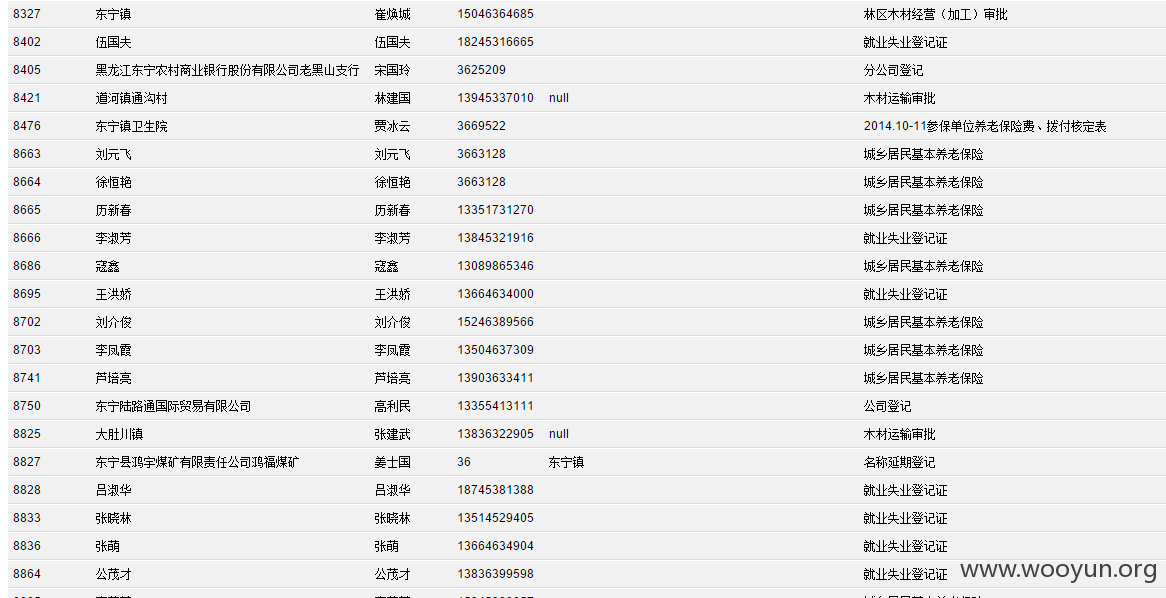 8327 东宁镇 崔焕城 15046364685 林区木材经营（加工）审批
8402 伍国夫 伍国夫 18245316665 就业失业登记证
8405 黑龙江东宁农村商业银行股份有限公司老黑山支行 宋国玲 3625209 分公司登记
8421 道河镇通沟村 林建国 13945337010 null 木材运输审批
8476 东宁镇卫生院 贾冰云 3669522 2014.10-11参保单位养老保险费、拨付核定表
8663 刘元飞 刘元飞 3663128 城乡居民基本养老保险
8664 徐恒艳 徐恒艳 3663128 城乡居民基本养老保险
8665 历新春 历新春 13351731270 城乡居民基本养老保险
8666 李淑芳 李淑芳 13845321916 就业失业登记证
8686 寇鑫 寇鑫 13089865346 城乡居民基本养老保险
8695 王洪娇 王洪娇 13664634000 就业失业登记证
8702 刘介俊 刘介俊 15246389566 城乡居民基本养老保险
8703 李凤霞 李凤霞 13504637309 城乡居民基本养老保险
8741 芦培亮 芦培亮 13903633411 城乡居民基本养老保险
8750 东宁陆路通国际贸易有限公司 高利民 13355413111 公司登记
8825 大肚川镇 张建武 13836322905 null 木材运输审批
8827 东宁县鸿宇煤矿有限责任公司鸿福煤矿 姜士国 36 东宁镇 名称延期登记
8828 吕淑华 吕淑华 18745381388 就业失业登记证
8833 张晓林 张晓林 13514529405 就业失业登记证
8836 张萌 张萌 13664634904 就业失业登记证
8864 公茂才 公茂才 13836399598 就业失业登记证
www.wooyun.org